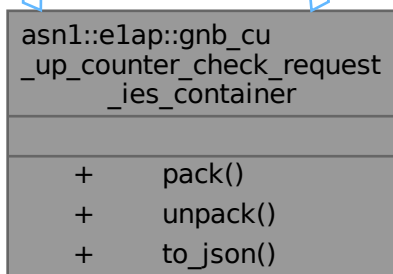 asn1::e1ap::gnb_cu
_up_counter_check_request
_ies_container
+ pack()
+ unpack()
+ to_json()